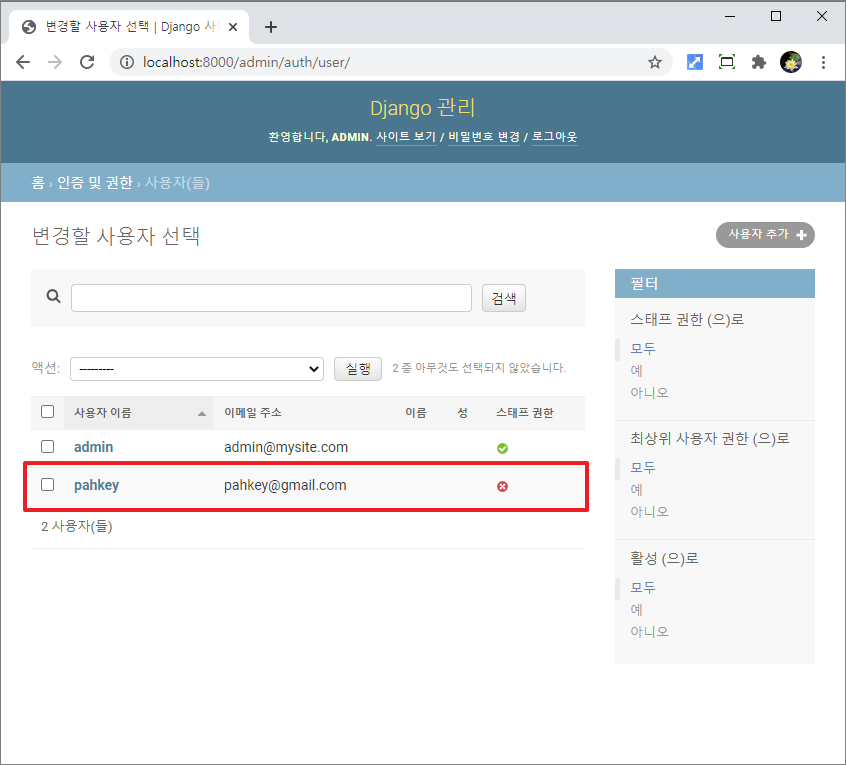 변경할 사용자 선택 | Django 사
localhost:8000/admin/auth/user/
Django 관리
환영합니다, ADMIN. 사이트 보기 / 비밀번호 변경 / 로그아웃
홈 › 인증 및 권한 › 사용자(들)
변경할 사용자 선택
사용자 추가
검색
액션: --------- 실행 2 중 아무것도 선택되지 않았습니다.
사용자 이름 이메일 주소 이름 성 스태프 권한
admin admin@mysite.com
pahkey pahkey@gmail.com
2 사용자(들)
필터
스태프 권한 (으)로
모두
예
아니오
최상위 사용자 권한 (으)로
모두
예
아니오
활성 (으)로
모두
예
아니오